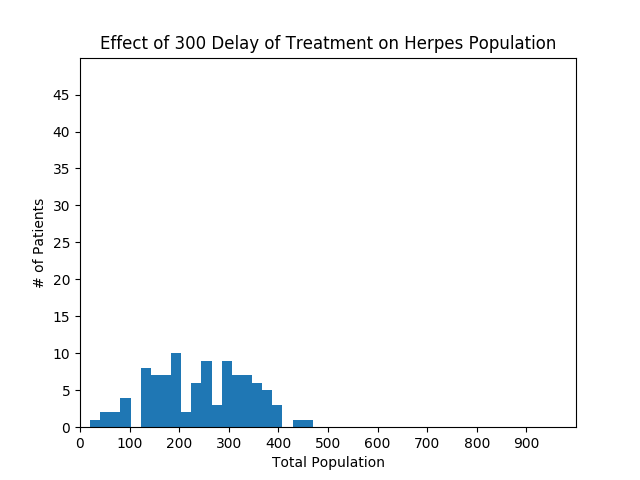 Effect of 300 Delay of Treatment on Herpes Population
45
40
35
30
25
20
15
10
5
0
# of Patients
0 100 200 300 400 500 600 700 800 900
Total Population